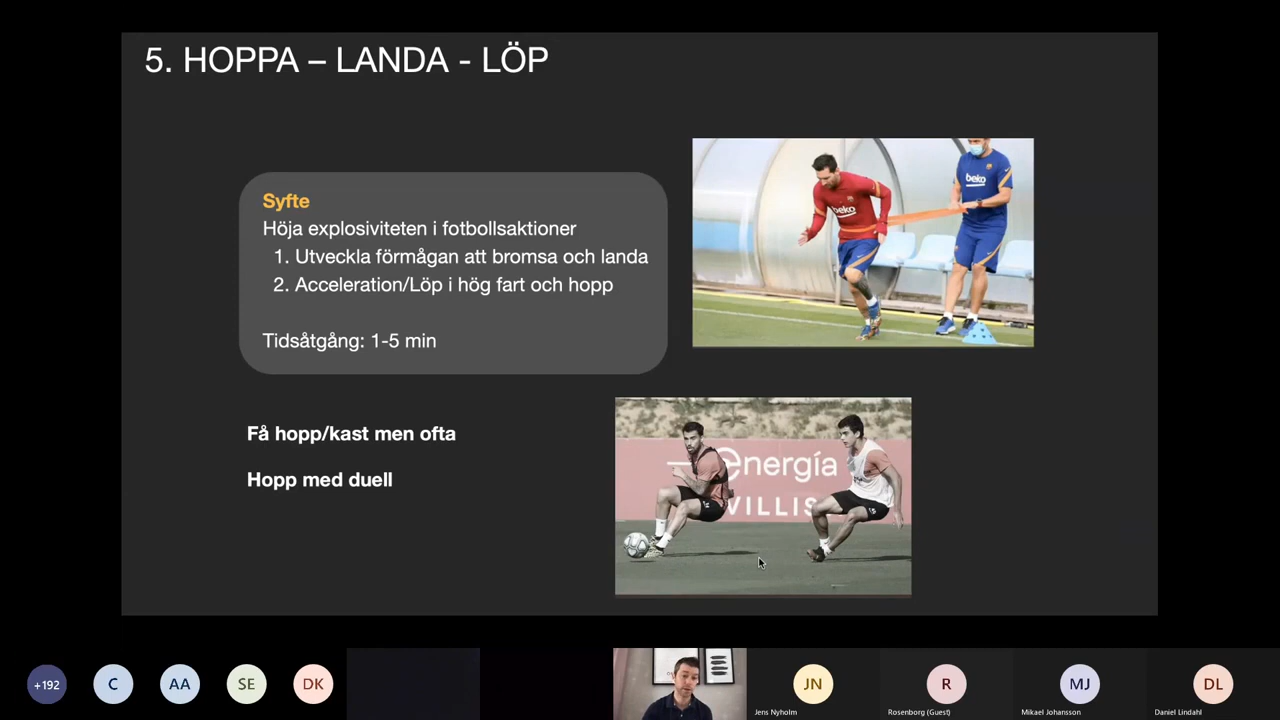 5. HOPPA – LANDA - LÖP
Syfte
Höja explosiviteten i fotbollsaktioner
1. Utveckla förmågan att bromsa och landa
2. Acceleration/Löp i hög fart och hopp
Tidsåtgång: 1-5 min
Få hopp/kast men ofta
Hopp med duell
beko
beko
energía
VILLIS
+192
C
AA
SE
DK
JN
R
MJ
DL
Jens Nyholm
Rosenborg (Guest)
Mikael Johansson
Daniel Lindahl